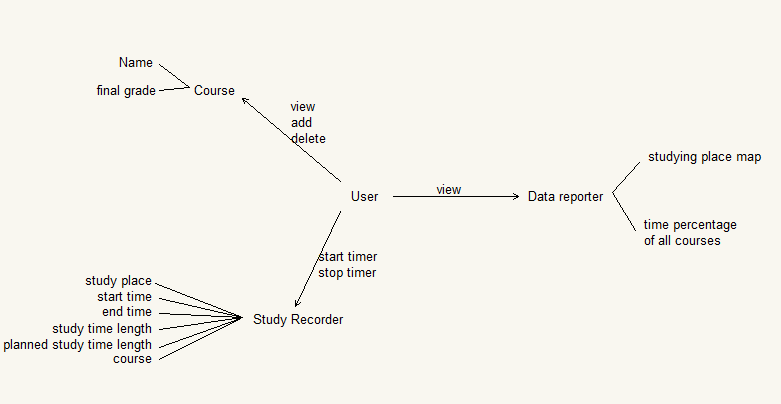 Name
final grade
Course
view
add
delete
studying place map
User
view
Data reporter
time percentage
of all courses
start timer
stop timer
study place
start time
end time
study time length
planned study time length
course
Study Recorder